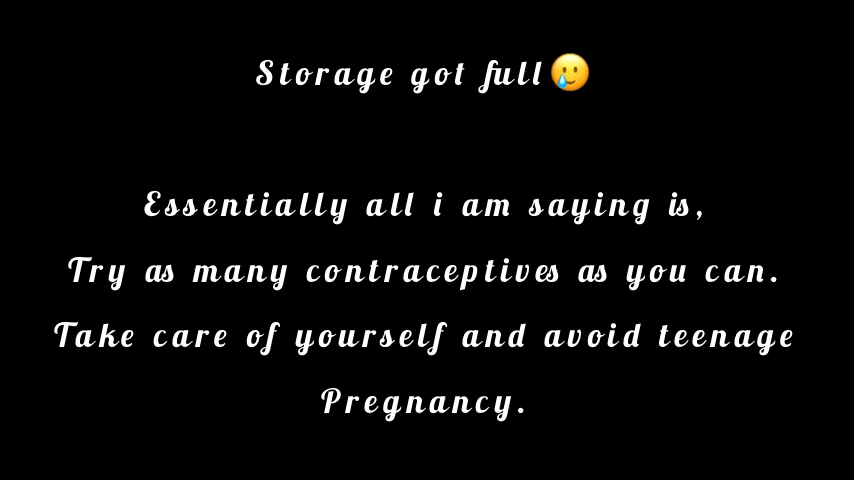 Storage got full🥲
Essentially all i am saying is,
Try as many contraceptives as you can.
Take care of yourself and avoid teenage
Pregnancy.